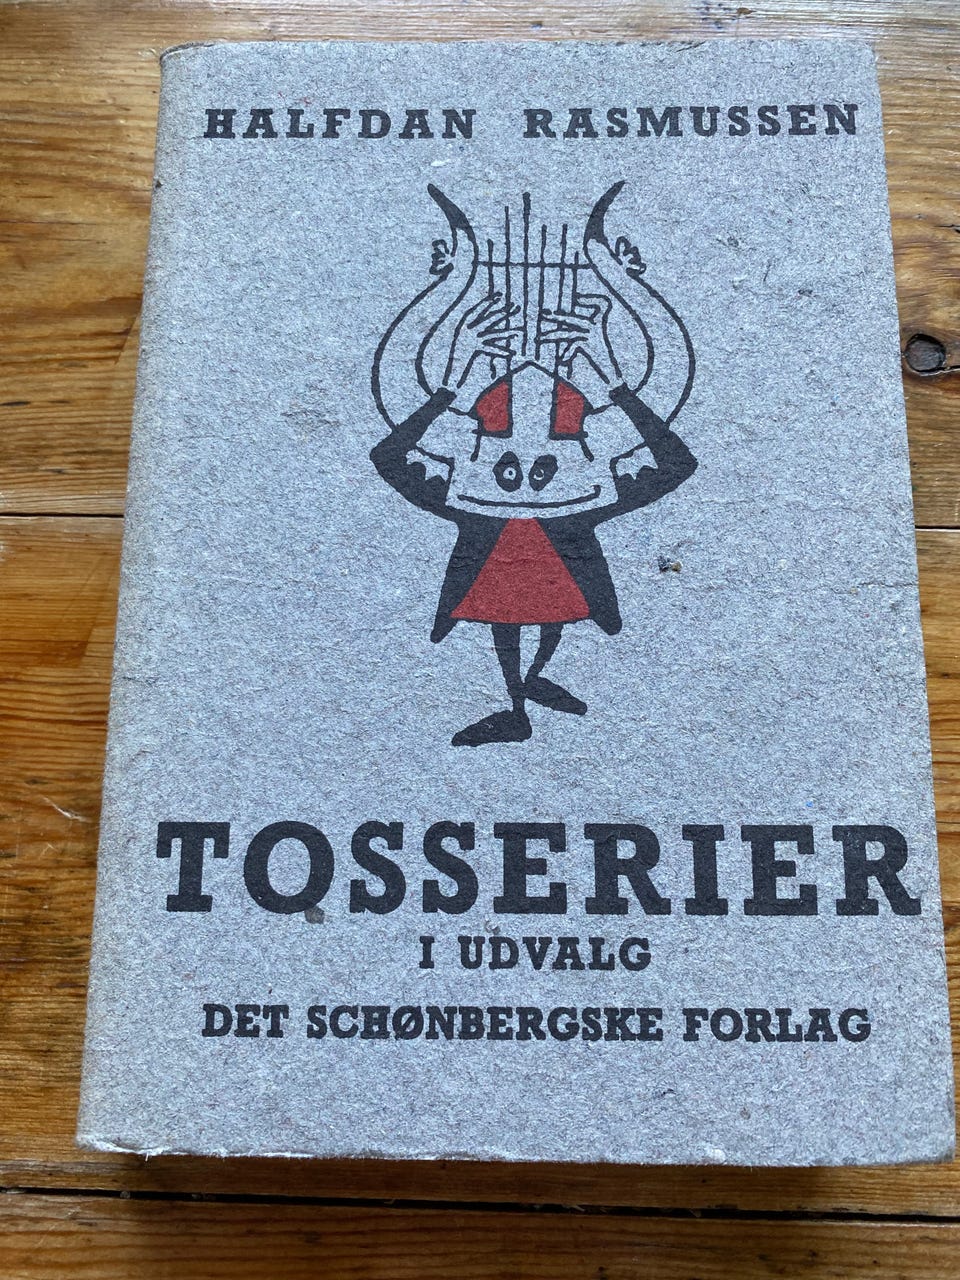 HALFDAN RASMUSSEN
TOSSERIER
I UDVALG
DET SCHØNBERGSKE FORLAG